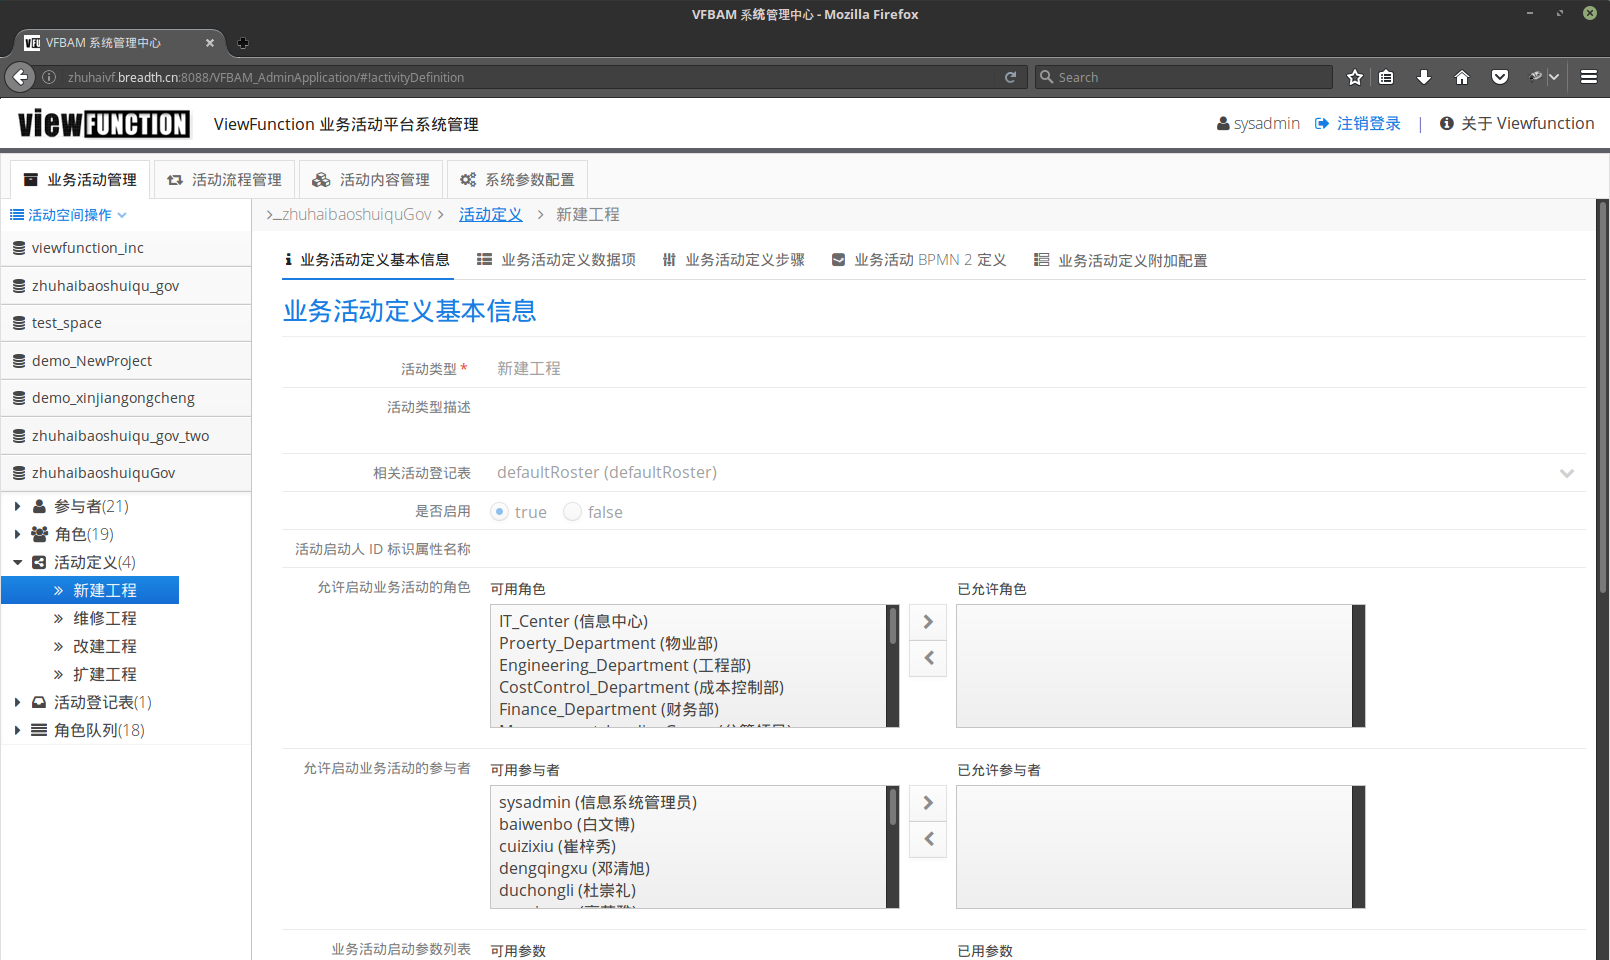 VFBAM 系统管理中心 - Mozilla Firefox
VFBAM 系统管理中心
zhuhaivf.breadth.cn:8088/VFBAM_AdminApplication/#!activityDefinition
Search
viewFUNCTION
ViewFunction 业务活动平台系统管理
sysadmin
注销登录
|
关于 Viewfunction
业务活动管理
活动流程管理
活动内容管理
系统参数配置
活动空间操作
viewfunction_inc
zhuhaibaoshuiqu_gov
test_space
demo_NewProject
demo_xinjiangongcheng
zhuhaibaoshuiqu_gov_two
zhuhaibaoshuiquGov
参与者(21)
角色(19)
活动定义(4)
新建工程
维修工程
改建工程
扩建工程
活动登记表(1)
角色队列(18)
zhuhaibaoshuiquGov
活动定义
新建工程
业务活动定义基本信息
业务活动定义数据项
业务活动定义步骤
业务活动 BPMN 2 定义
业务活动定义附加配置
业务活动定义基本信息
活动类型 *
新建工程
活动类型描述
相关活动登记表
defaultRoster (defaultRoster)
是否启用
true
false
活动启动人 ID 标识属性名称
允许启动业务活动的角色
可用角色
IT_Center (信息中心)
Proerty_Department (物业部)
Engineering_Department (工程部)
CostControl_Department (成本控制部)
Finance_Department (财务部)
已允许角色
允许启动业务活动的参与者
可用参与者
sysadmin (信息系统管理员)
baiwenbo (白文博)
cuizixiu (崔梓秀)
dengqingxu (邓清旭)
duchongli (杜崇礼)
已允许参与者
业务活动启动参数列表
可用参数
已用参数